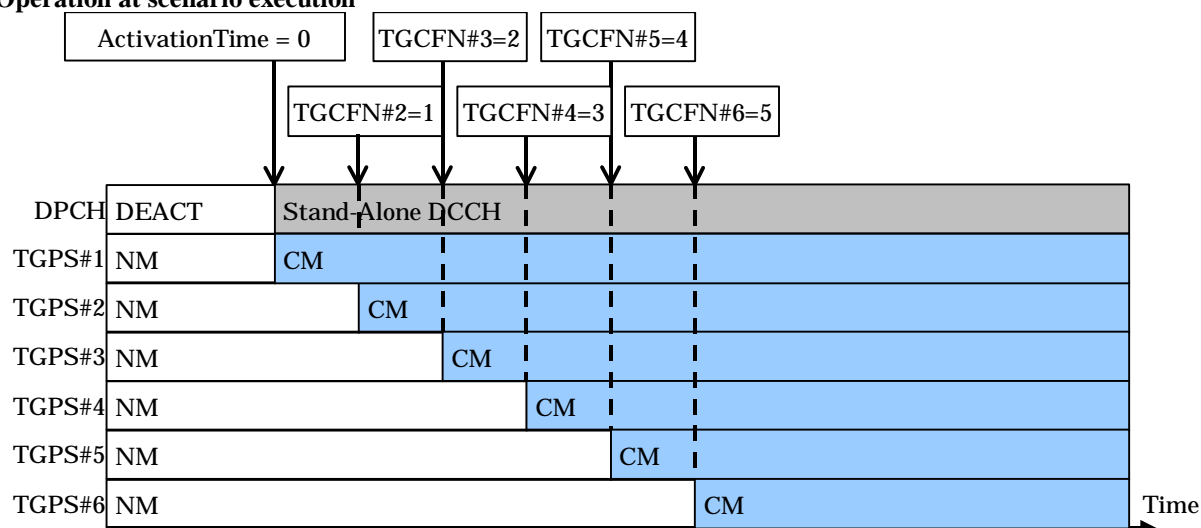 Operation at scenario execution
ActivationTime = 0
TGCFN#3=2
TGCFN#5=4
TGCFN#2=1
TGCFN#4=3
TGCFN#6=5
DPCH DEACT Stand-Alone DCCH
TGPS#1 NM CM
TGPS#2 NM CM
TGPS#3 NM CM
TGPS#4 NM CM
TGPS#5 NM CM
TGPS#6 NM CM Time